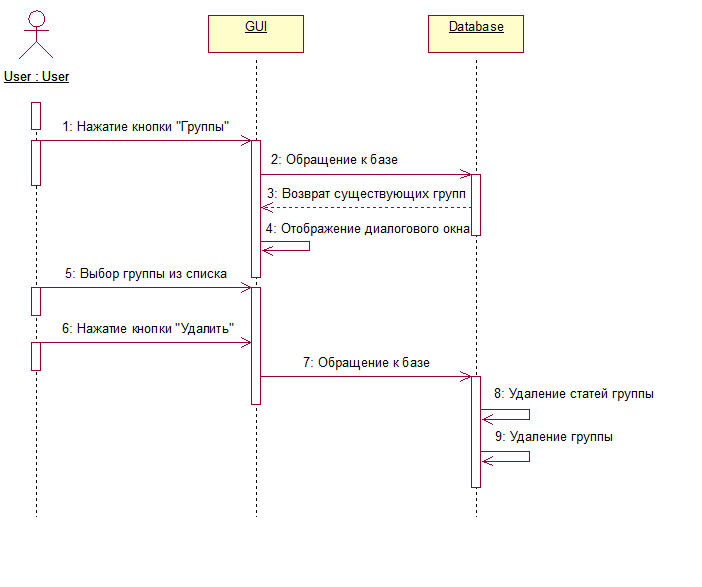 GUI
Database
User : User
1: Нажатие кнопки "Группы"
2: Обращение к базе
3: Возврат существующих групп
4: Отображение диалогового окна
5: Выбор группы из списка
6: Нажатие кнопки "Удалить"
7: Обращение к базе
8: Удаление статей группы
9: Удаление группы